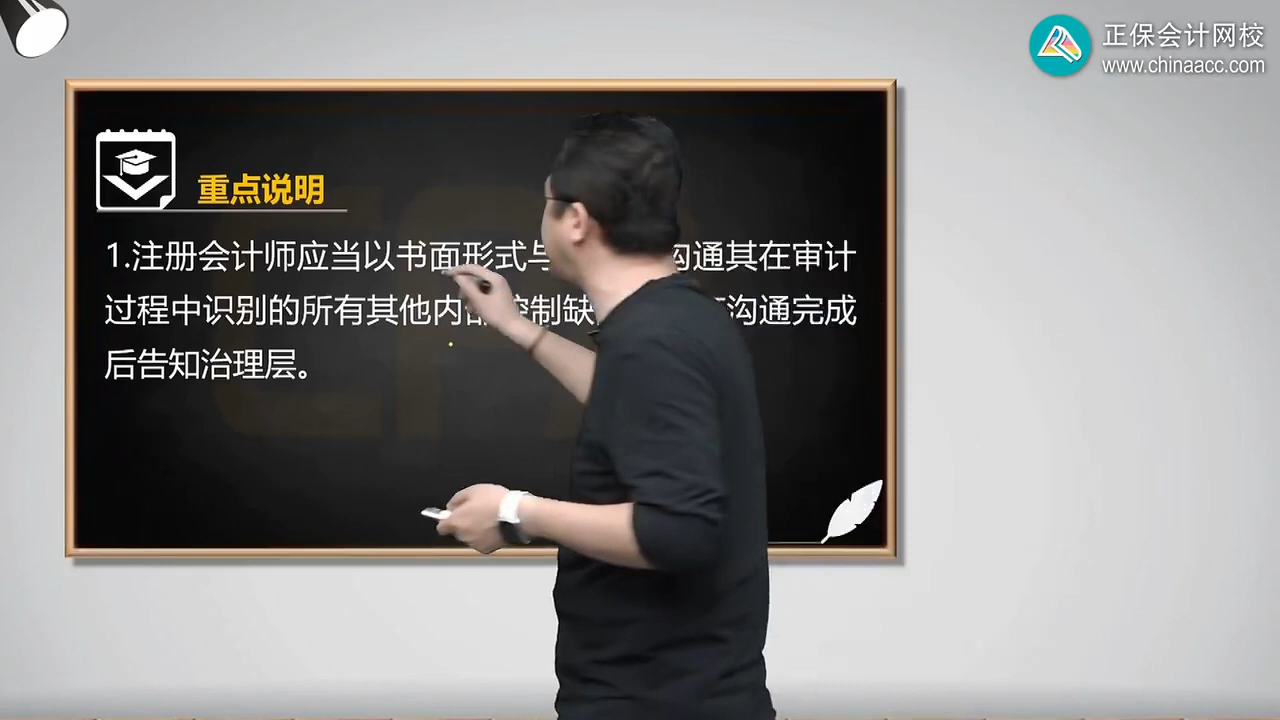 正保会计网校
www.chinaacc.com
重点说明
1.注册会计师应当以书面形式与 沟通其在审计
过程中识别的所有其他内部控制缺 沟通完成
后告知治理层。